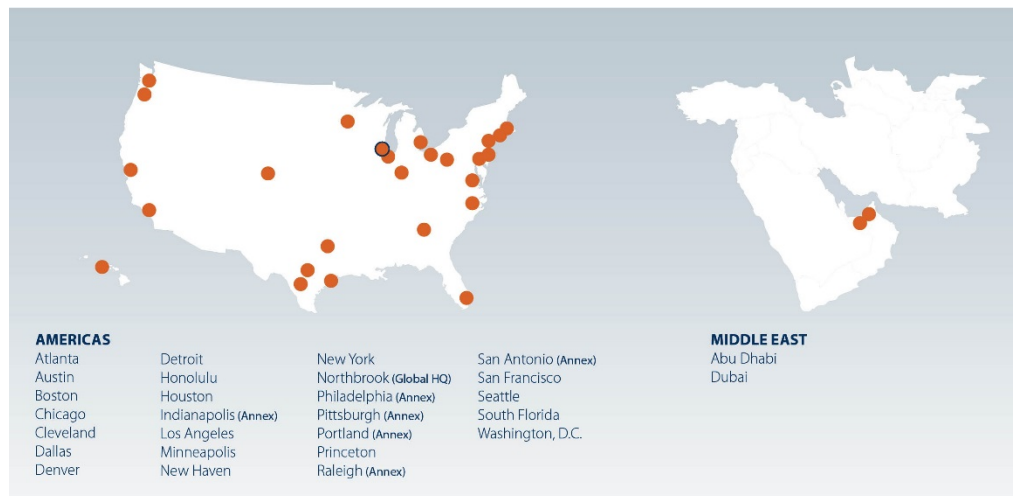 AMERICAS
Atlanta
Austin
Boston
Chicago
Cleveland
Dallas
Denver
Detroit
Honolulu
Houston
Indianapolis (Annex)
Los Angeles
Minneapolis
New Haven
New York
Northbrook (Global HQ)
Philadelphia (Annex)
Pittsburgh (Annex)
Portland (Annex)
Princeton
Raleigh (Annex)
San Antonio (Annex)
San Francisco
Seattle
South Florida
Washington, D.C.
MIDDLE EAST
Abu Dhabi
Dubai